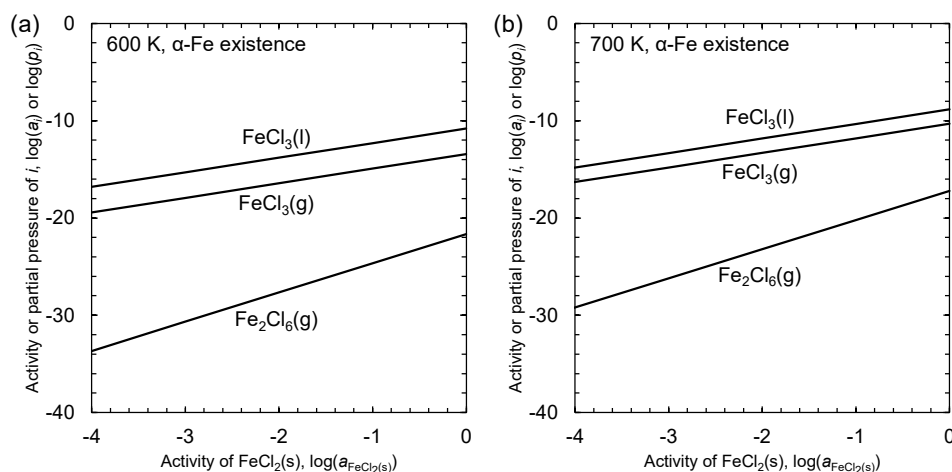 (a)
600 K, α-Fe existence
Activity or partial pressure of i, log(aᵢ) or log(pᵢ)
0
-10
-20
-30
-40
FeCl₃(l)
FeCl₃(g)
Fe₂Cl₆(g)
-4
-3
-2
-1
0
Activity of FeCl₂(s), log(a_FeCl₂(s))
(b)
700 K, α-Fe existence
Activity or partial pressure of i, log(aᵢ) or log(pᵢ)
0
-10
-20
-30
-40
FeCl₃(l)
FeCl₃(g)
Fe₂Cl₆(g)
-4
-3
-2
-1
0
Activity of FeCl₂(s), log(a_FeCl₂(s))